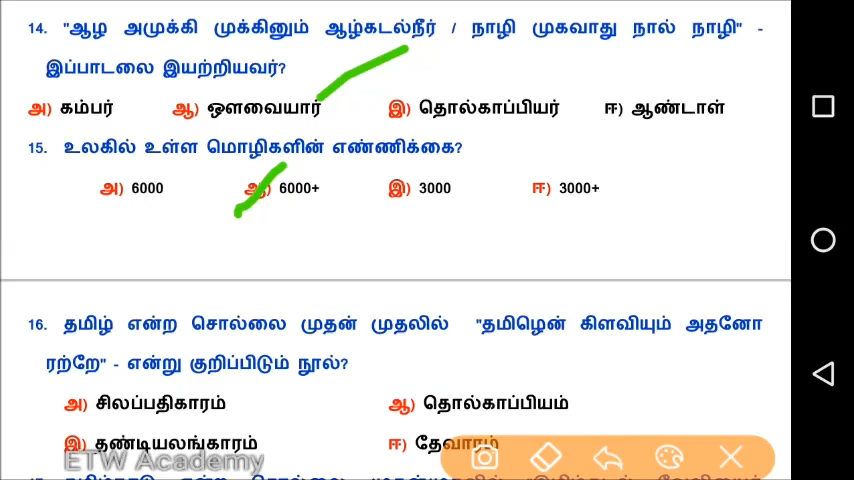 14. "ஆழ அமுக்கி முக்கினும் ஆழ்கடல்நீர் / நாழி முகவாது நால் நாழி" -
இப்பாடலை இயற்றியவர்?
அ) கம்பர் ஆ) ஔவையார் இ) தொல்காப்பியர் ஈ) ஆண்டாள்
15. உலகில் உள்ள மொழிகளின் எண்ணிக்கை?
அ) 6000 ஆ) 6000+ இ) 3000 ஈ) 3000+
16. தமிழ் என்ற சொல்லை முதன் முதலில் "தமிழென் கிளவியும் அதனோ
ரற்றே" - என்று குறிப்பிடும் நூல்?
அ) சிலப்பதிகாரம் ஆ) தொல்காப்பியம்
இ) தண்டியலங்காரம் ஈ) தேவாரம்
ETW Academy